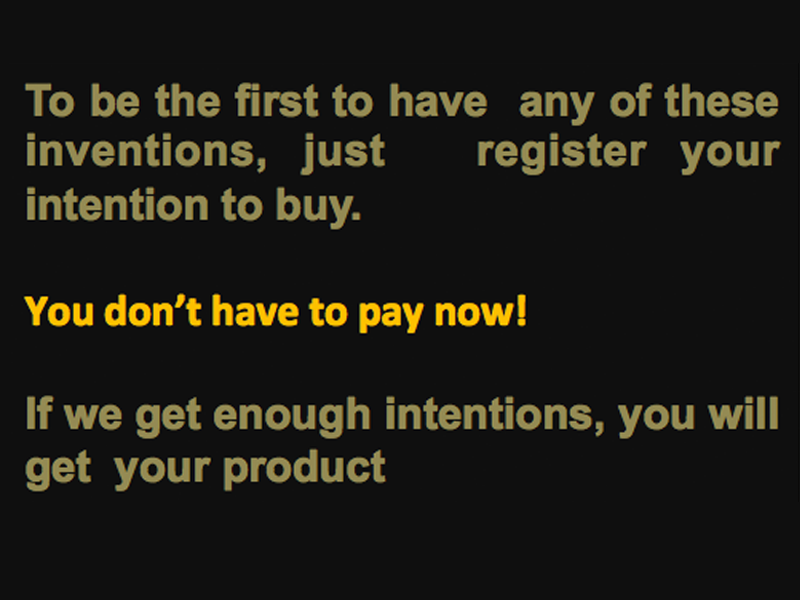 To be the first to have any of these
inventions, just register your
intention to buy.
You don’t have to pay now!
If we get enough intentions, you will
get your product